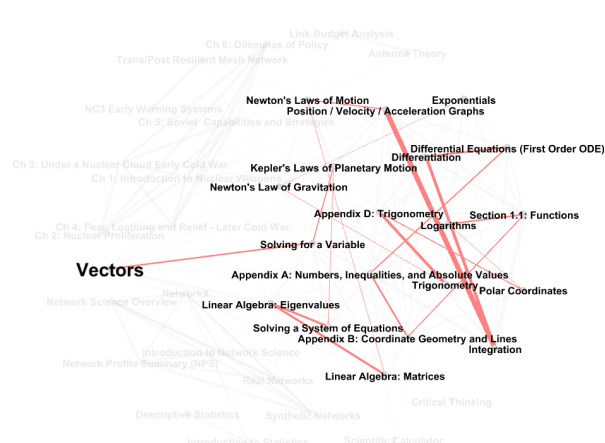 Link Budget Analysis
Ch 6: Dilemmas of Policy
Antenna Theory
Trans/Post Resilient Mesh Network
Newton's Laws of Motion
Exponentials
NC3 Early Warning Systems
Position / Velocity / Acceleration Graphs
Ch 5: Soviet Capabilities and Strategies
Differential Equations (First Order ODE)
Differentiation
Ch 3: Under a Nuclear Cloud Early Cold War
Kepler's Laws of Planetary Motion
Ch 1: Introduction to Nuclear Weapons
Newton's Law of Gravitation
Appendix D: Trigonometry
Section 1.1: Functions
Ch 4: Fear, Loathing and Relief - Later Cold War
Logarithms
Ch 2: Nuclear Proliferation
Solving for a Variable
Vectors
Appendix A: Numbers, Inequalities, and Absolute Values
Trigonometry
Polar Coordinates
NetworkX
Network Science Overview
Linear Algebra: Eigenvalues
Solving a System of Equations
Appendix B: Coordinate Geometry and Lines
Integration
Introduction to Network Science
Network Profile Summary (NPS)
Linear Algebra: Matrices
Real Networks
Critical Thinking
Descriptive Statistics
Synthetic Networks
Introduction to Statistics
Scientific Calculator